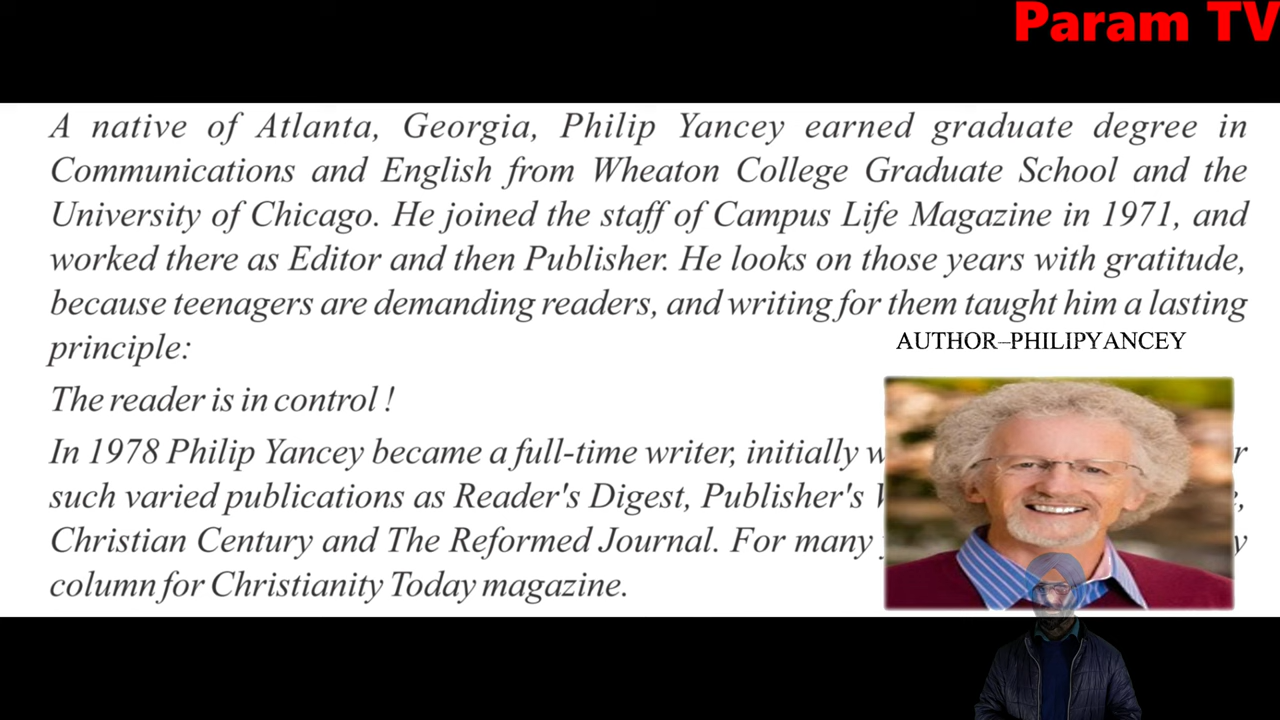 Param TV
A native of Atlanta, Georgia, Philip Yancey earned graduate degree in
Communications and English from Wheaton College Graduate School and the
University of Chicago. He joined the staff of Campus Life Magazine in 1971, and
worked there as Editor and then Publisher. He looks on those years with gratitude,
because teenagers are demanding readers, and writing for them taught him a lasting
principle:
AUTHOR–PHILIPYANCEY
The reader is in control !
In 1978 Philip Yancey became a full-time writer, initially
such varied publications as Reader's Digest, Publisher's
Christian Century and The Reformed Journal. For many
column for Christianity Today magazine.